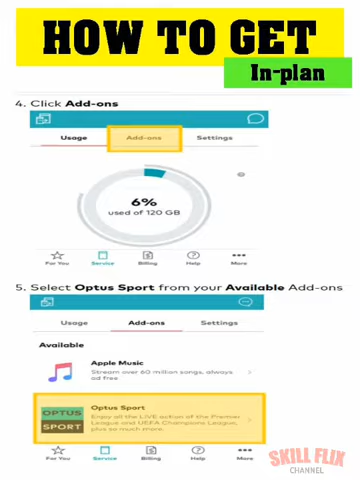 HOW TO GET
In-plan
4. Click Add-ons
Usage Add-ons Settings
6%
used of 120 GB
For You Service Billing Help More
5. Select Optus Sport from your Available Add-ons
Usage Add-ons Settings
Available
Apple Music
Stream over 60 million songs, always
ad free
OPTUS
SPORT
Optus Sport
Enjoy all the LIVE action of the Premier
League and UEFA Champions League,
plus so much more.
For You Service Billing Help More
SKILL FLIX
CHANNEL